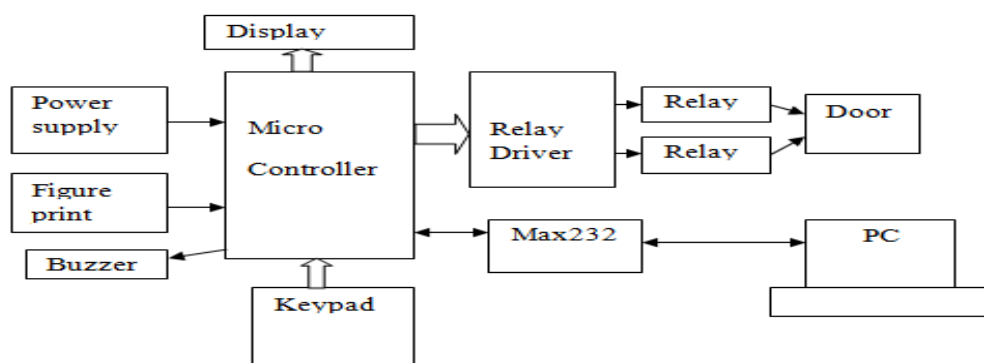 Display
Power
supply
Micro
Controller
Relay
Driver
Relay
Relay
Door
Figure
print
Buzzer
Max232
PC
Keypad